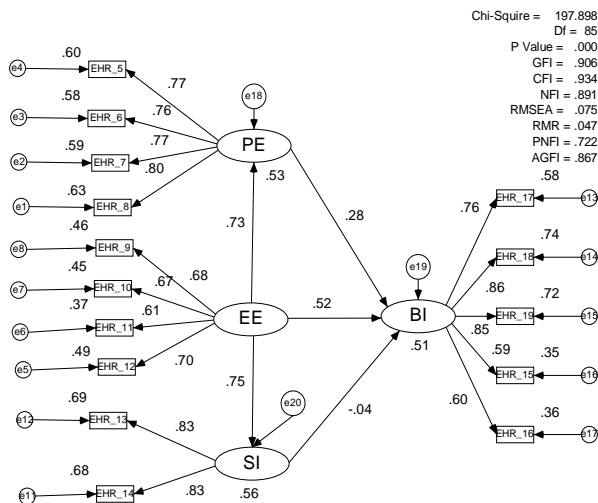 Chi-Squire = 197.898
Df = 85
P Value = .000
GFI = .906
CFI = .934
NFI = .891
RMSEA = .075
RMR = .047
PNFI = .722
AGFI = .867
.60
e4
EHR_5
.77
.58
e3
EHR_6
.76
.59
e2
EHR_7
.77
.63
e1
EHR_8
.80
e18
PE
.53
.46
e8
EHR_9
.68
.45
e7
EHR_10
.67
.37
e6
EHR_11
.61
.49
e5
EHR_12
.70
EE
.73
.75
.28
.52
-.04
.69
e12
EHR_13
.83
.68
e11
EHR_14
.83
e20
SI
.56
e19
BI
.51
.58
.76
EHR_17
e13
.74
.86
EHR_18
e14
.72
.85
EHR_19
e15
.35
.59
EHR_15
e16
.36
.60
EHR_16
e17